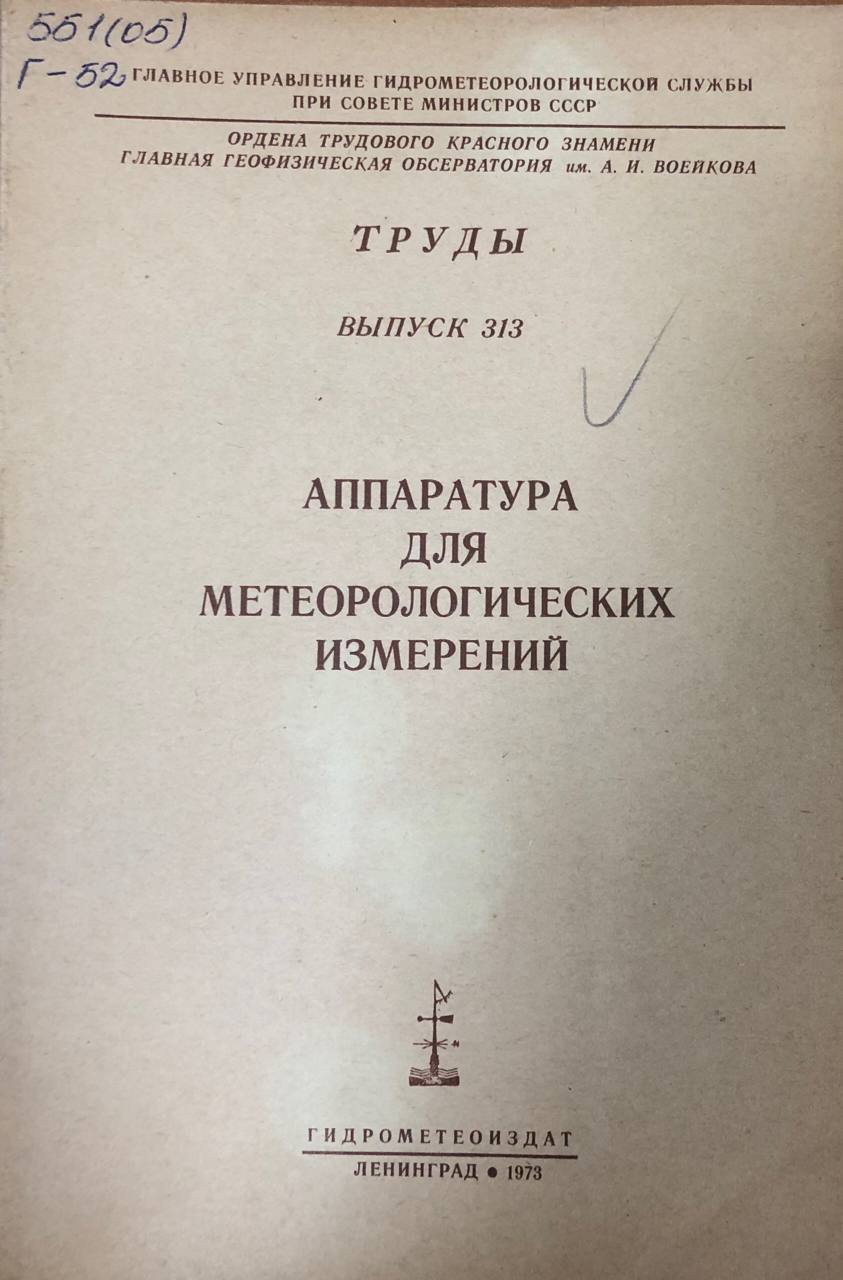 551(05)
Г-52
ГЛАВНОЕ УПРАВЛЕНИЕ ГИДРОМЕТЕОРОЛОГИЧЕСКОЙ СЛУЖБЫ
ПРИ СОВЕТЕ МИНИСТРОВ СССР
ОРДЕНА ТРУДОВОГО КРАСНОГО ЗНАМЕНИ
ГЛАВНАЯ ГЕОФИЗИЧЕСКАЯ ОБСЕРВАТОРИЯ им. А. И. ВОЕЙКОВА
ТРУДЫ
ВЫПУСК 313
АППАРАТУРА
ДЛЯ
МЕТЕОРОЛОГИЧЕСКИХ
ИЗМЕРЕНИЙ
ГИДРОМЕТЕОИЗДАТ
ЛЕНИНГРАД ● 1973